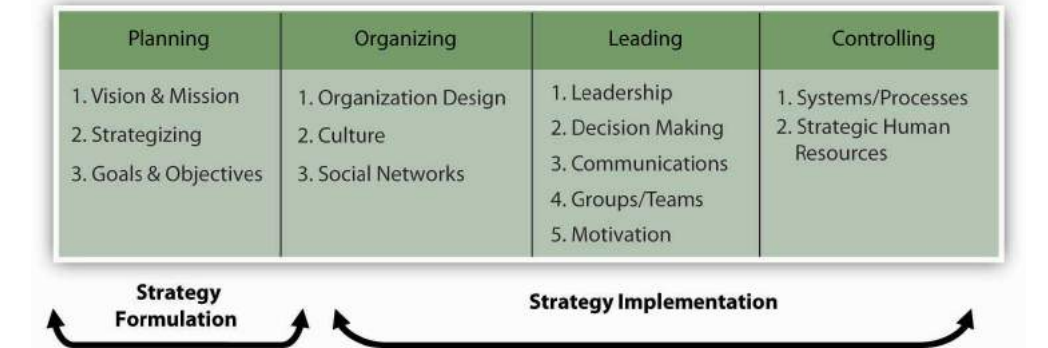 Planning
Organizing
Leading
Controlling
1. Vision & Mission
2. Strategizing
3. Goals & Objectives
1. Organization Design
2. Culture
3. Social Networks
1. Leadership
2. Decision Making
3. Communications
4. Groups/Teams
5. Motivation
1. Systems/Processes
2. Strategic Human
Resources
Strategy
Formulation
Strategy Implementation